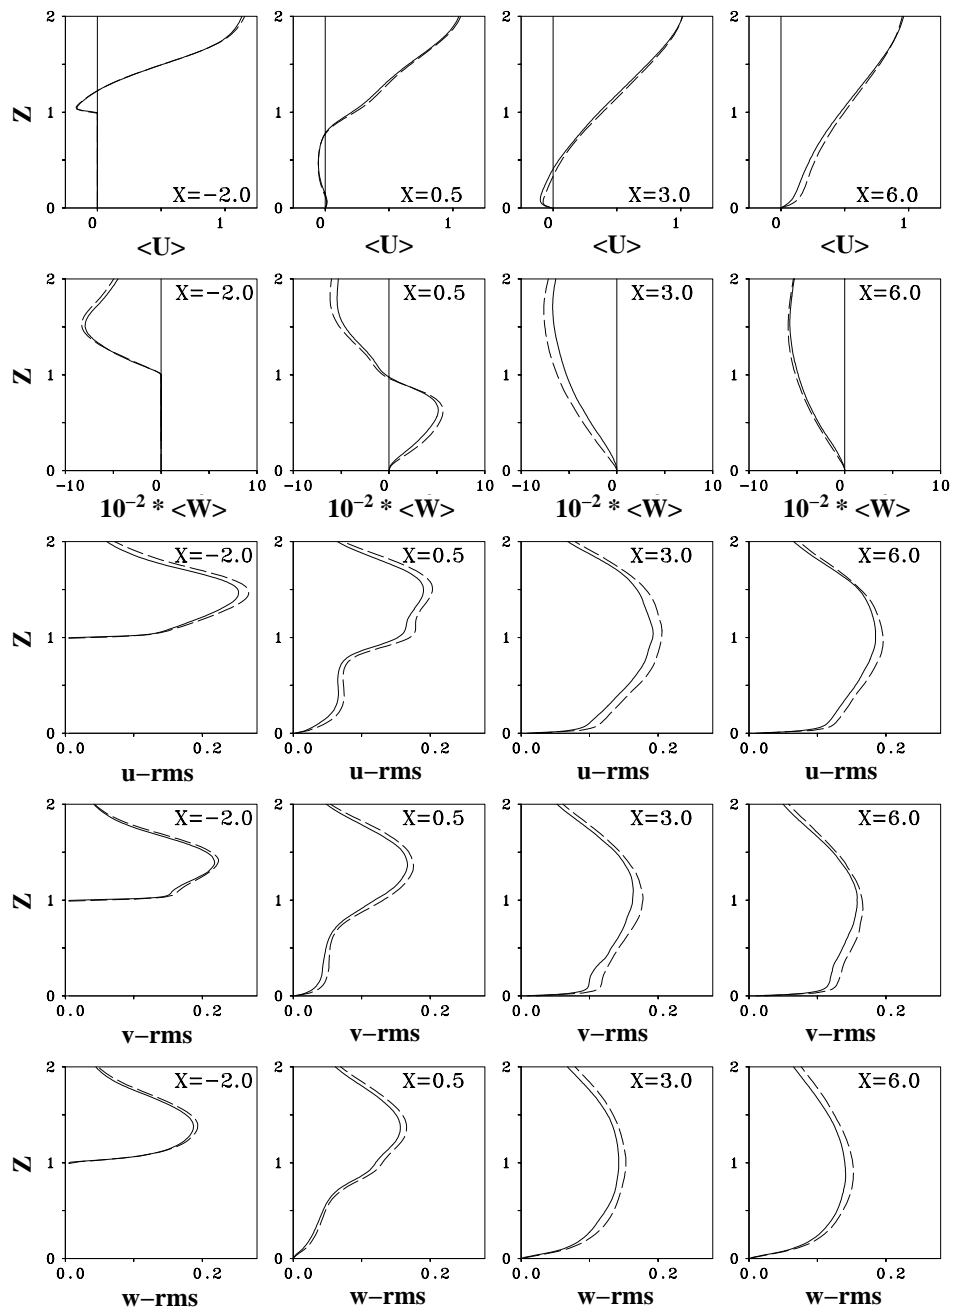 2 2 2 2
Z 1 1 1 1
0 X=−2.0 0 X=0.5 0 X=3.0 0 X=6.0
0 1 0 1 0 1 0 1
<U> <U> <U> <U>
2 X=−2.0 2 X=0.5 2 X=3.0 2 X=6.0
Z 1 1 1 1
0 0 0 0
−10 0 10 −10 0 10 −10 0 10 −10 0 10
10⁻² * <W> 10⁻² * <W> 10⁻² * <W> 10⁻² * <W>
2 X=−2.0 2 X=0.5 2 X=3.0 2 X=6.0
Z 1 1 1 1
0 0 0 0
0.0 0.2 0.0 0.2 0.0 0.2 0.0 0.2
u−rms u−rms u−rms u−rms
2 X=−2.0 2 X=0.5 2 X=3.0 2 X=6.0
Z 1 1 1 1
0 0 0 0
0.0 0.2 0.0 0.2 0.0 0.2 0.0 0.2
v−rms v−rms v−rms v−rms
2 X=−2.0 2 X=0.5 2 X=3.0 2 X=6.0
Z 1 1 1 1
0 0 0 0
0.0 0.2 0.0 0.2 0.0 0.2 0.0 0.2
w−rms w−rms w−rms w−rms